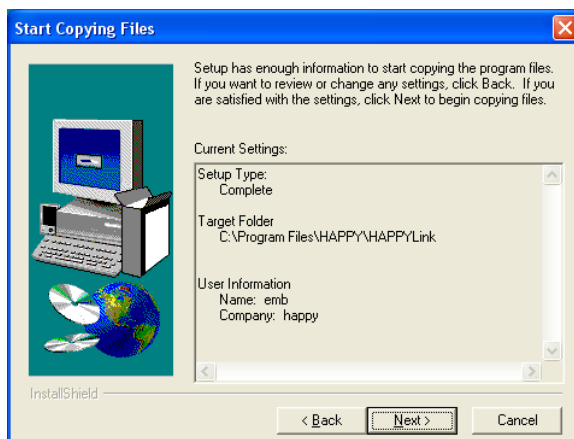 Start Copying Files
Setup has enough information to start copying the program files.
If you want to review or change any settings, click Back.  If you
are satisfied with the settings, click Next to begin copying files.
Current Settings:
Setup Type:
Complete
Target Folder
C:\Program Files\HAPPY\HAPPYLink
User Information
Name:  emb
Company:  happy
InstallShield
< Back
Next >
Cancel